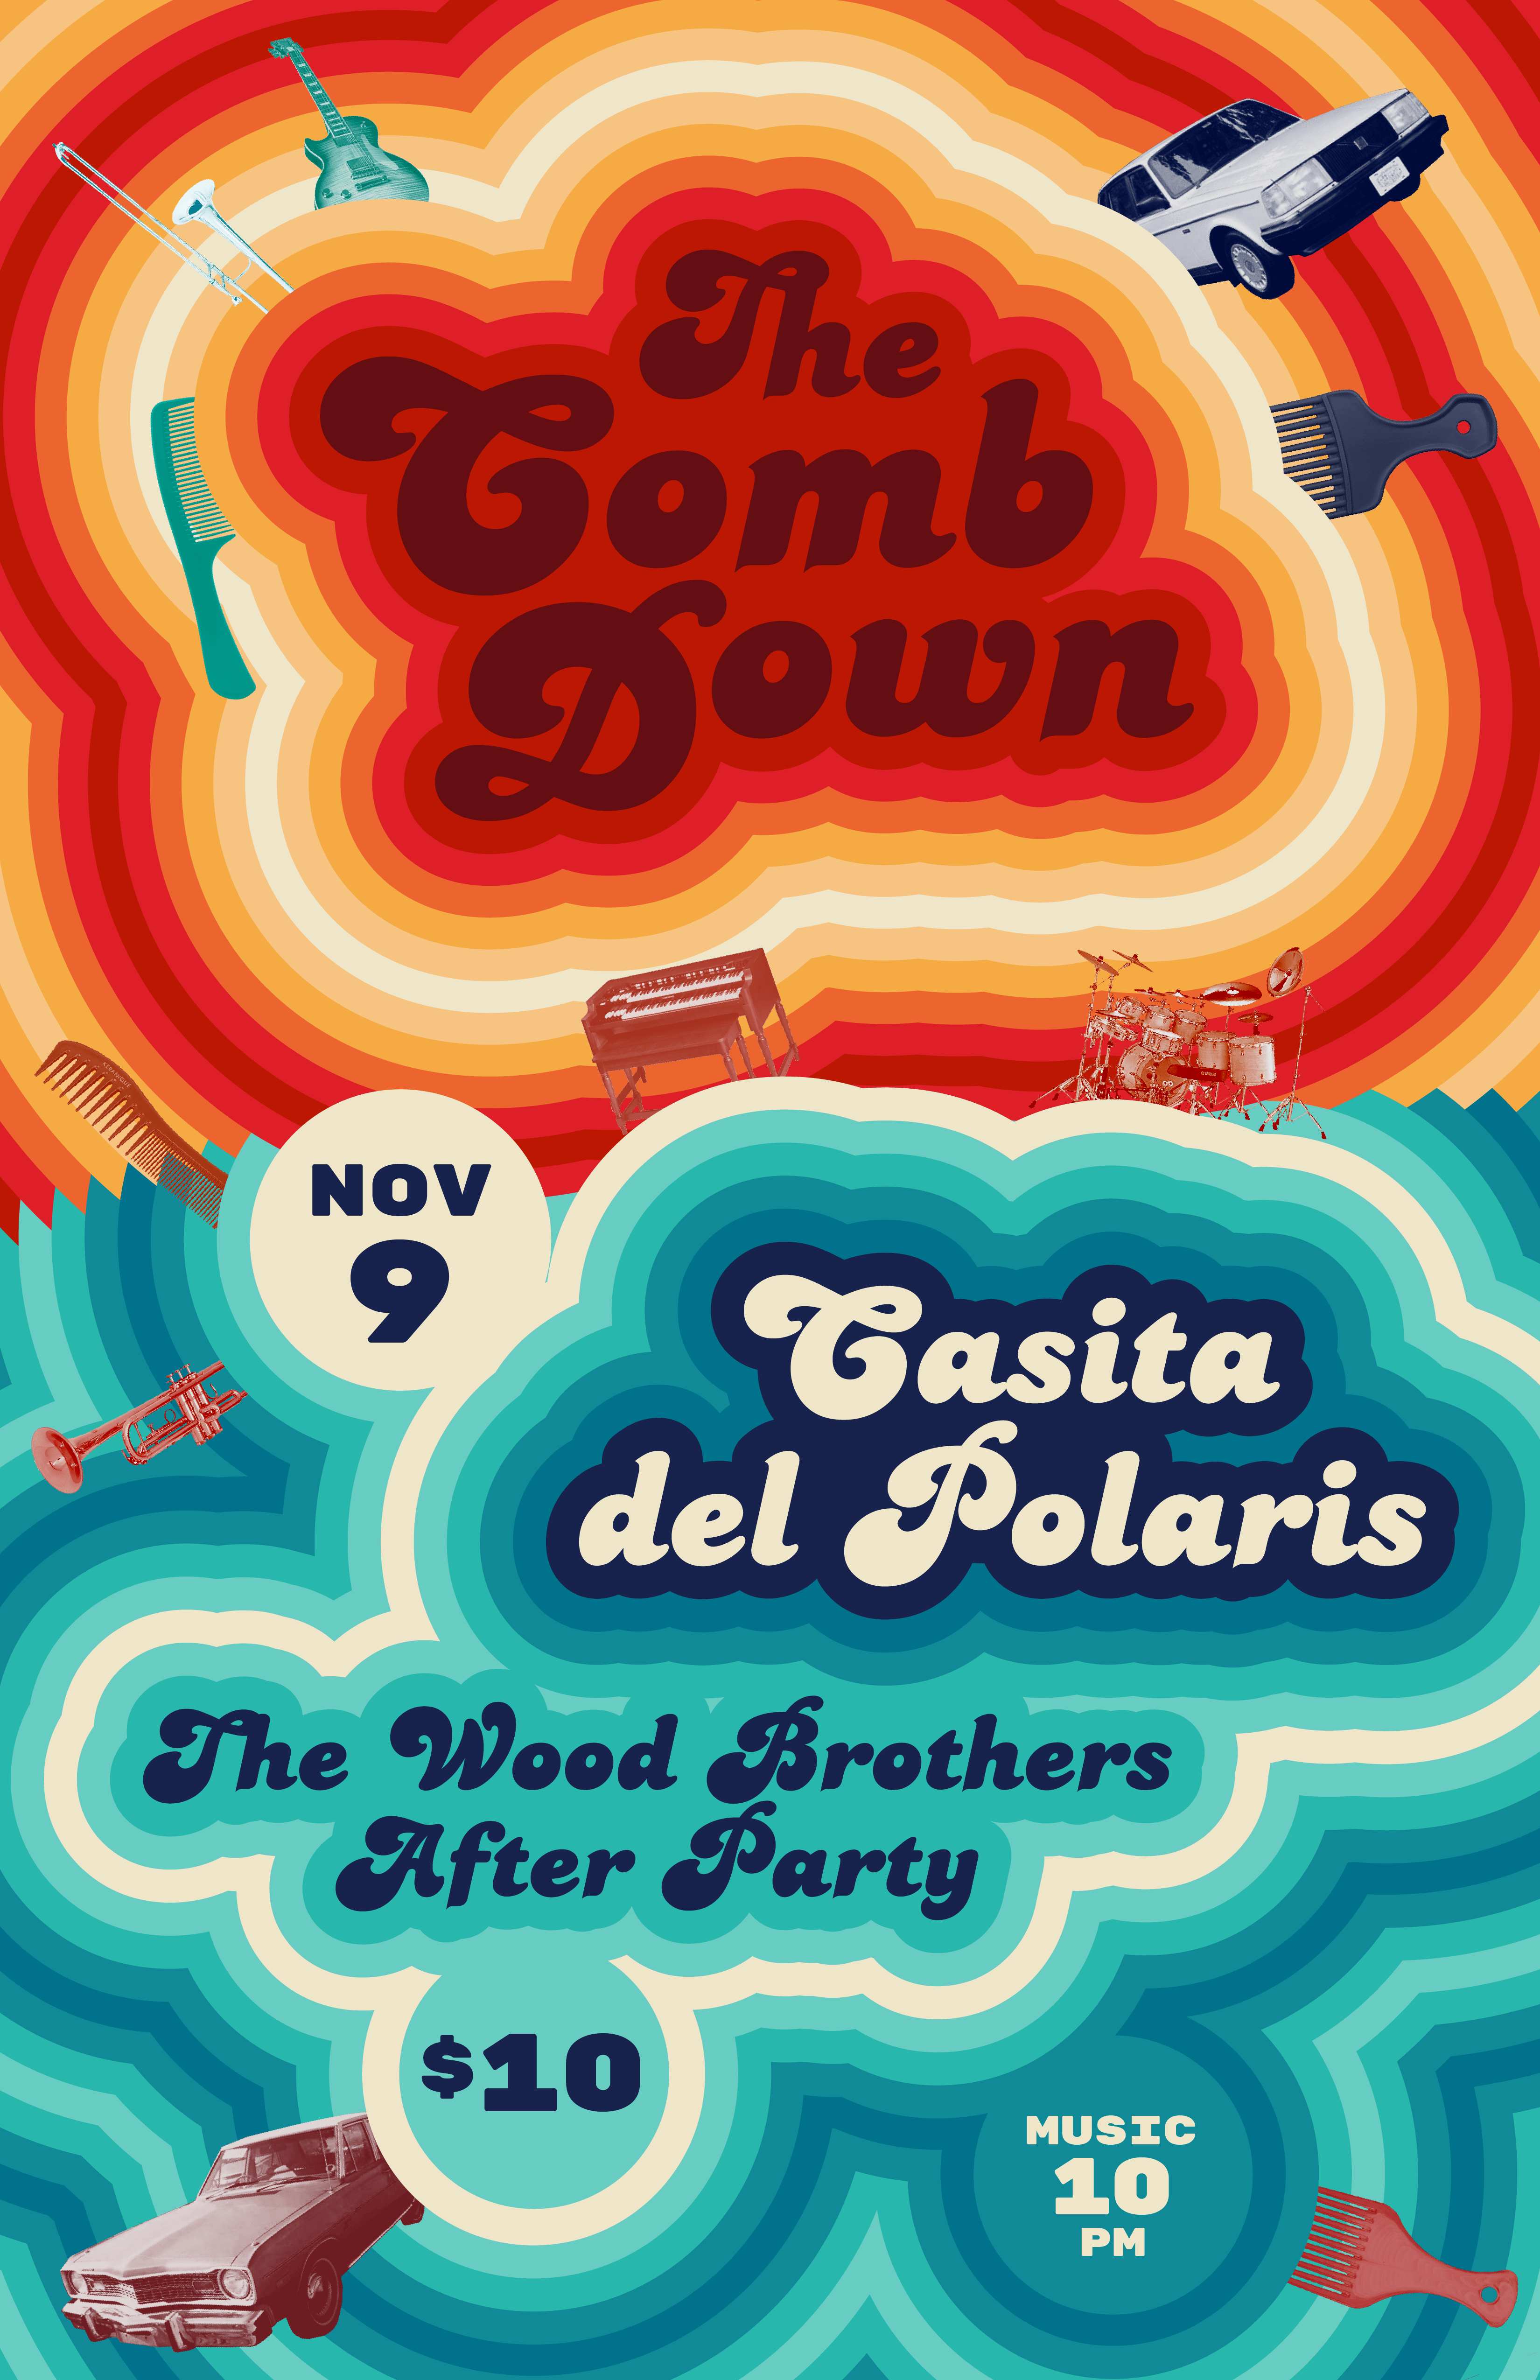 The
Comb
Down
NOV
9
Casita
del Polaris
The Wood Brothers
After Party
$10
MUSIC
10
PM